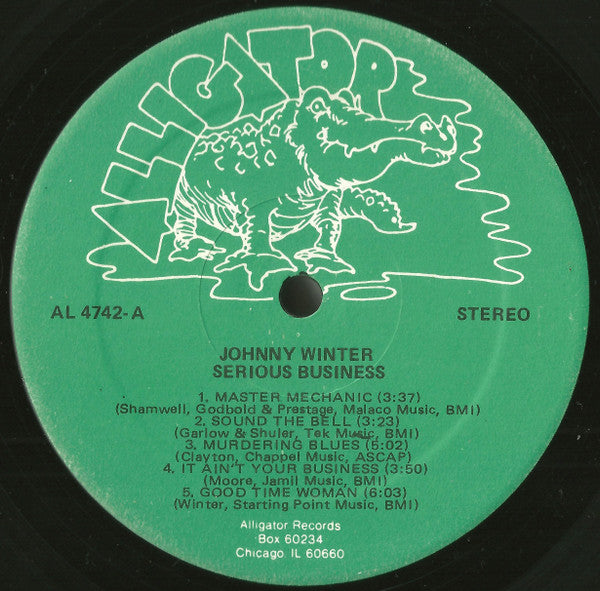 ALLIGATOR
AL 4742-A
STEREO
JOHNNY WINTER
SERIOUS BUSINESS
1. MASTER MECHANIC (3:37)
(Shamwell, Godbold & Prestage, Malaco Music, BMI)
2. SOUND THE BELL (3:23)
(Garlow & Shuler, Tek Music, BMI)
3. MURDERING BLUES (5:02)
(Clayton, Chappel Music, ASCAP)
4. IT AIN'T YOUR BUSINESS (3:50)
(Moore, Jamil Music, BMI)
5. GOOD TIME WOMAN (6:03)
(Winter, Starting Point Music, BMI)
Alligator Records
Box 60234
Chicago IL 60660